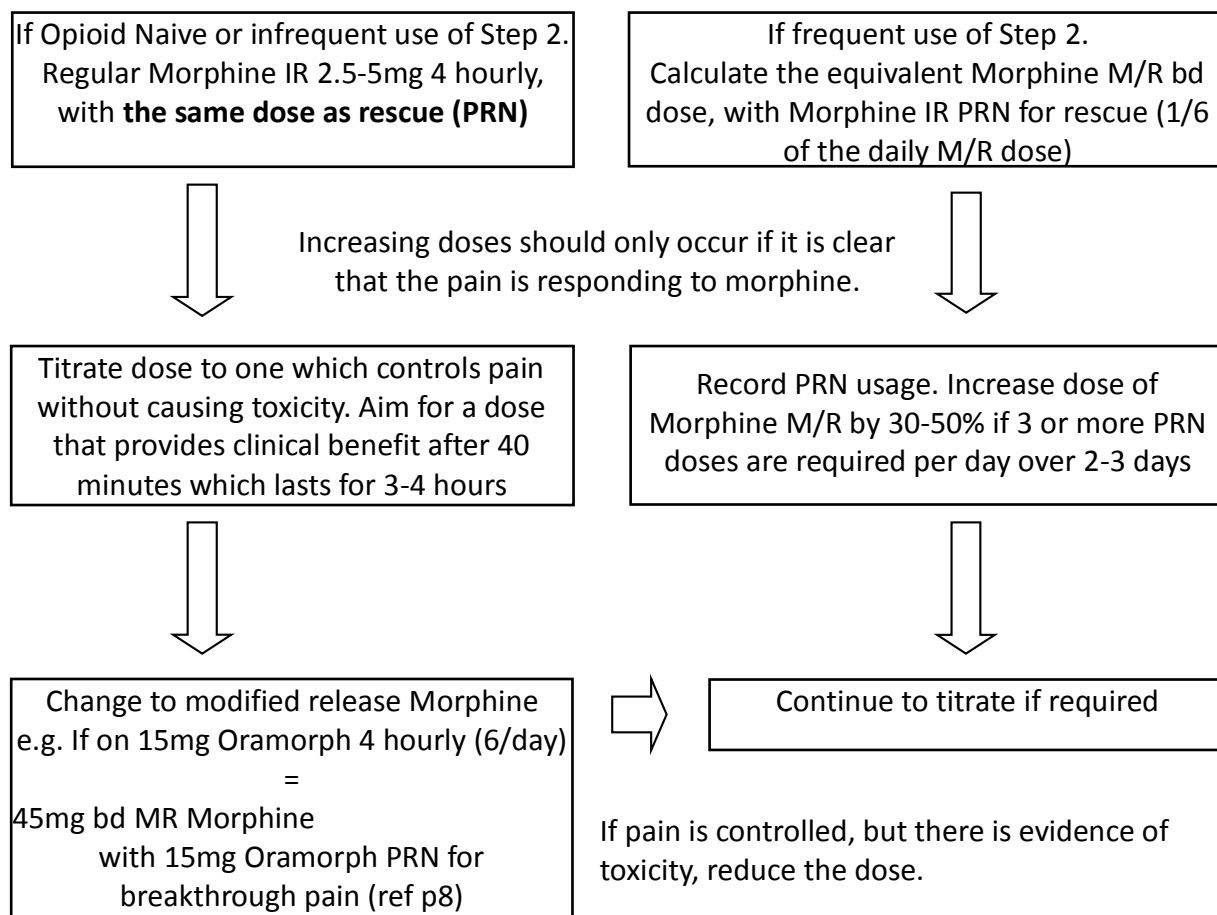 If Opioid Naive or infrequent use of Step 2.
Regular Morphine IR 2.5-5mg 4 hourly,
with the same dose as rescue (PRN)
If frequent use of Step 2.
Calculate the equivalent Morphine M/R bd
dose, with Morphine IR PRN for rescue (1/6
of the daily M/R dose)
Increasing doses should only occur if it is clear
that the pain is responding to morphine.
Titrate dose to one which controls pain
without causing toxicity. Aim for a dose
that provides clinical benefit after 40
minutes which lasts for 3-4 hours
Record PRN usage. Increase dose of
Morphine M/R by 30-50% if 3 or more PRN
doses are required per day over 2-3 days
Change to modified release Morphine
e.g. If on 15mg Oramorph 4 hourly (6/day)
=
45mg bd MR Morphine
with 15mg Oramorph PRN for
breakthrough pain (ref p8)
Continue to titrate if required
If pain is controlled, but there is evidence of
toxicity, reduce the dose.